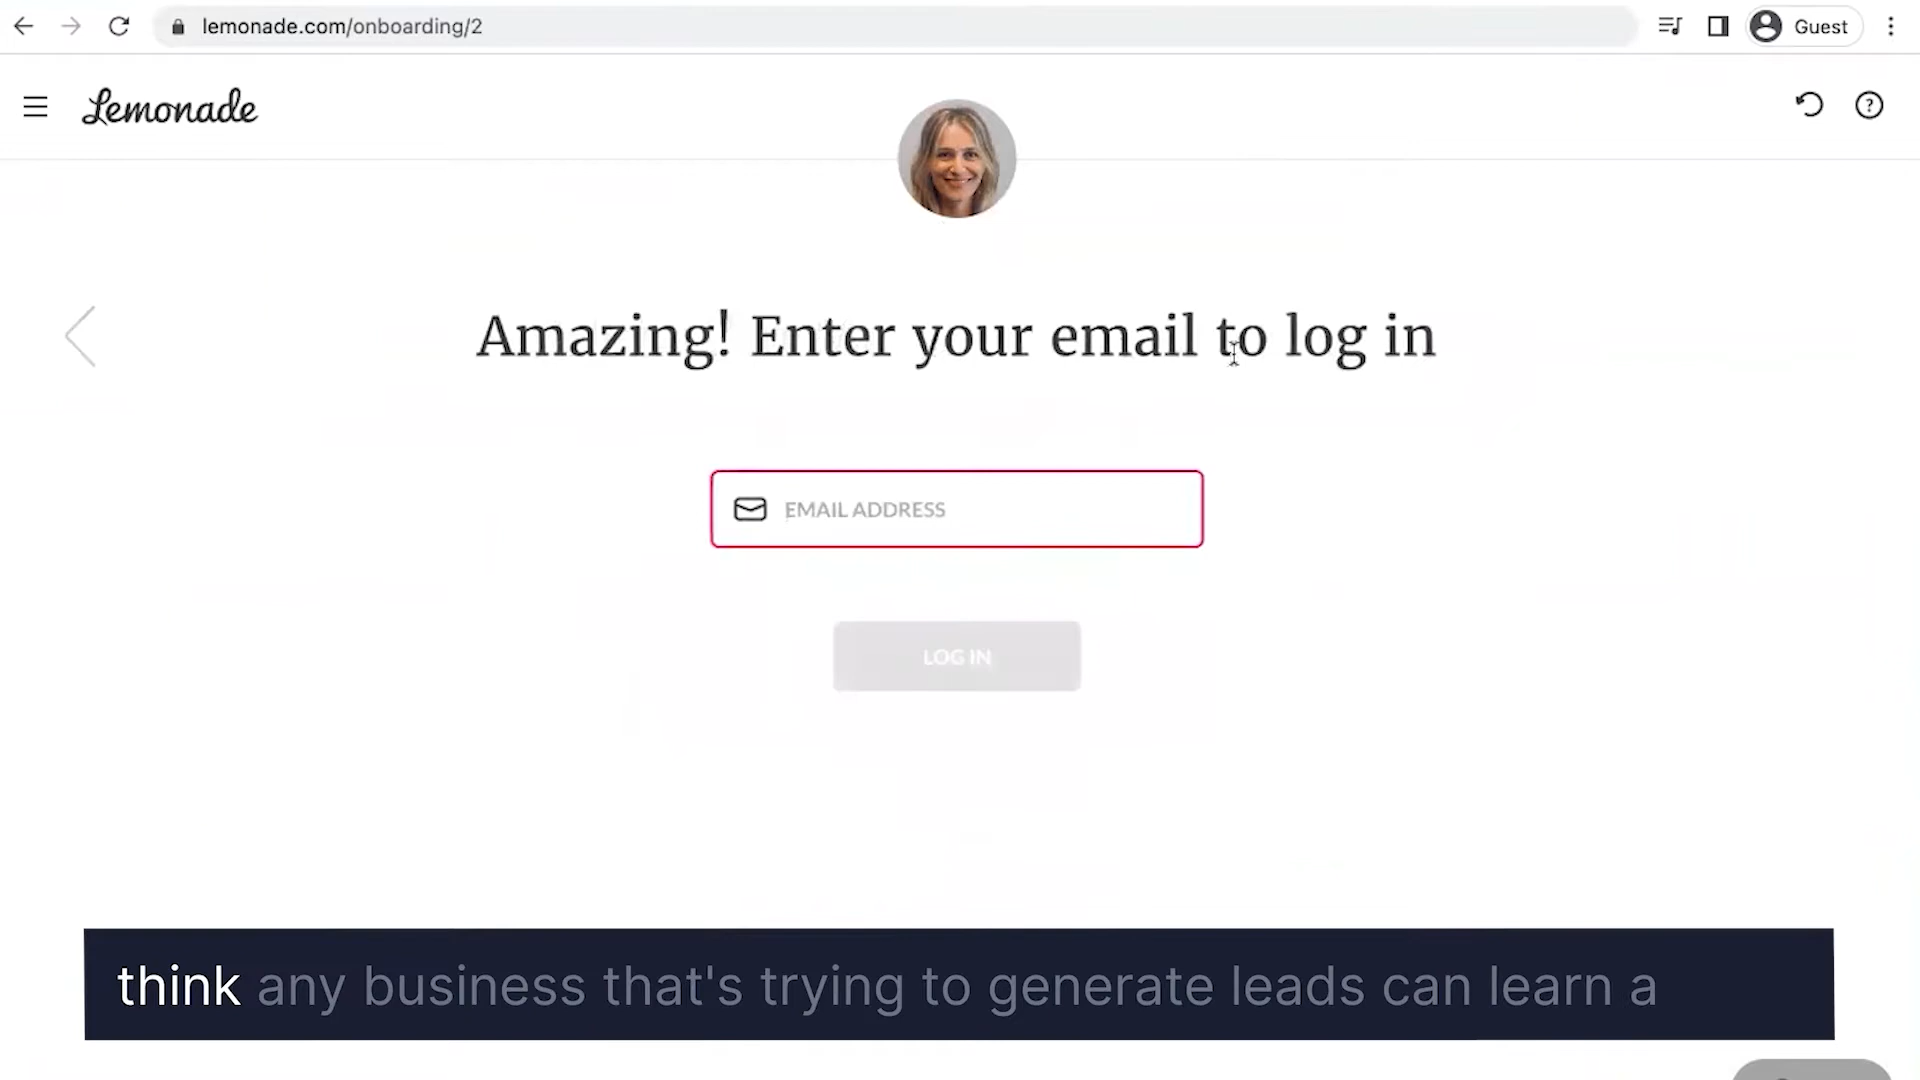 lemonade.com/onboarding/2
Guest
Lemonade
Amazing! Enter your email to log in
EMAIL ADDRESS
LOG IN
think any business that's trying to generate leads can learn a